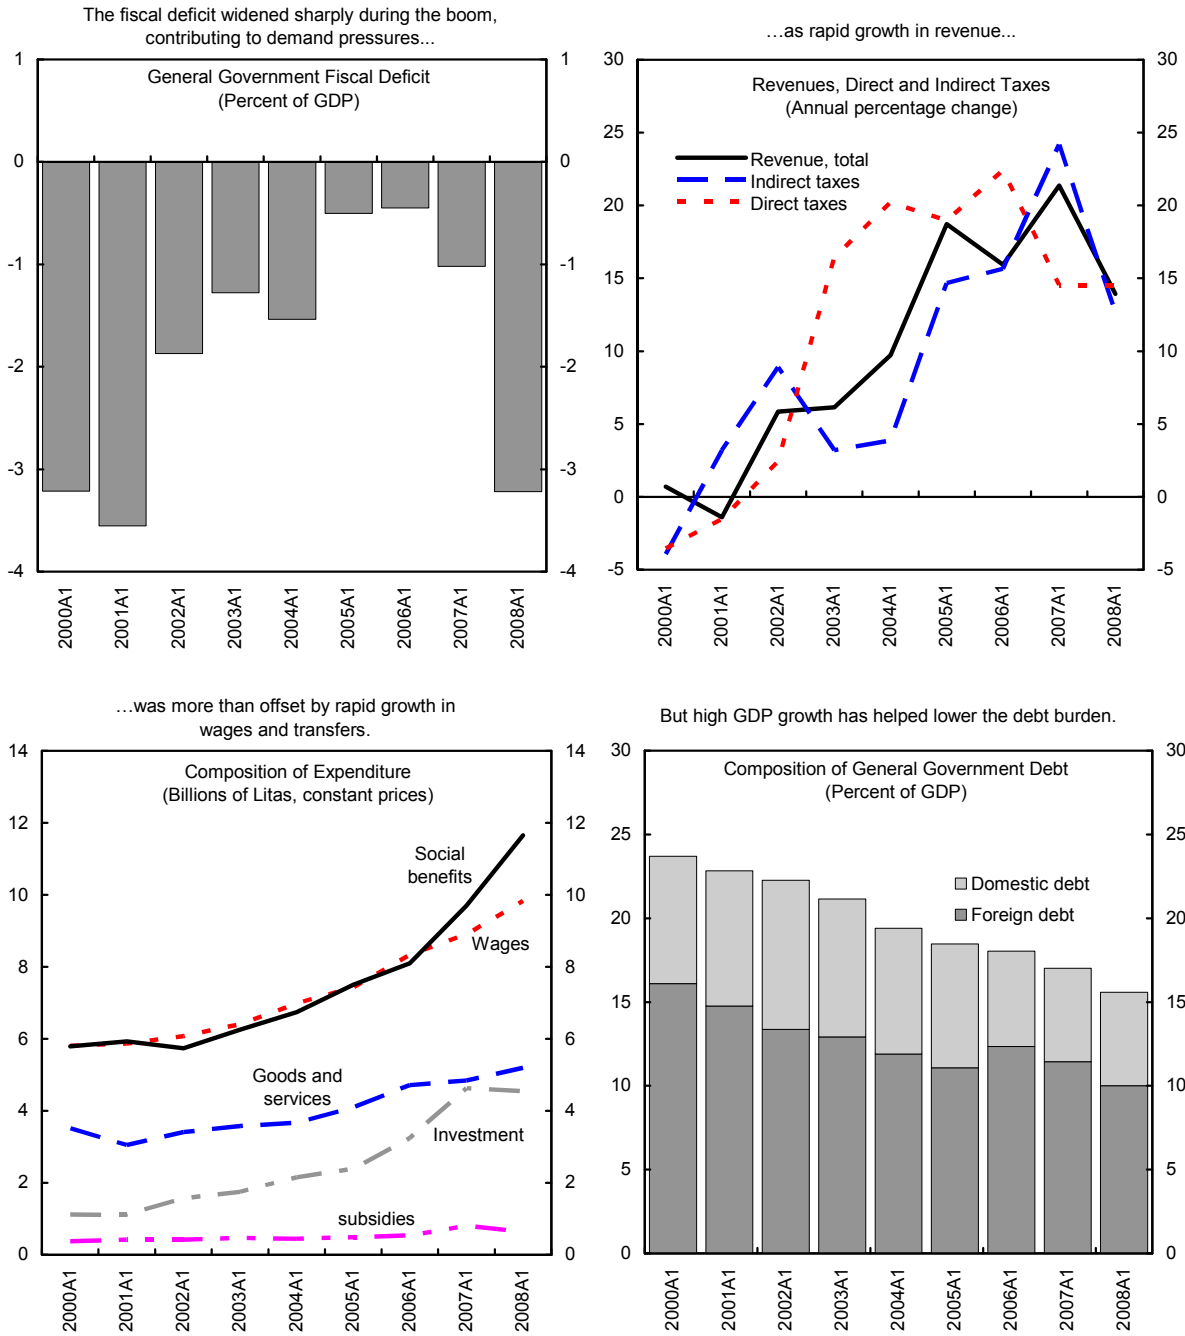 The fiscal deficit widened sharply during the boom,
contributing to demand pressures...
General Government Fiscal Deficit
(Percent of GDP)
1
0
-1
-2
-3
-4
1
0
-1
-2
-3
-4
2000A1
2001A1
2002A1
2003A1
2004A1
2005A1
2006A1
2007A1
2008A1
…as rapid growth in revenue...
Revenues, Direct and Indirect Taxes
(Annual percentage change)
Revenue, total
Indirect taxes
Direct taxes
30
25
20
15
10
5
0
-5
30
25
20
15
10
5
0
-5
2000A1
2001A1
2002A1
2003A1
2004A1
2005A1
2006A1
2007A1
2008A1
…was more than offset by rapid growth in
wages and transfers.
Composition of Expenditure
(Billions of Litas, constant prices)
Social
benefits
Wages
Goods and
services
Investment
subsidies
14
12
10
8
6
4
2
0
14
12
10
8
6
4
2
0
2000A1
2001A1
2002A1
2003A1
2004A1
2005A1
2006A1
2007A1
2008A1
But high GDP growth has helped lower the debt burden.
Composition of General Government Debt
(Percent of GDP)
Domestic debt
Foreign debt
30
25
20
15
10
5
0
30
25
20
15
10
5
0
2000A1
2001A1
2002A1
2003A1
2004A1
2005A1
2006A1
2007A1
2008A1